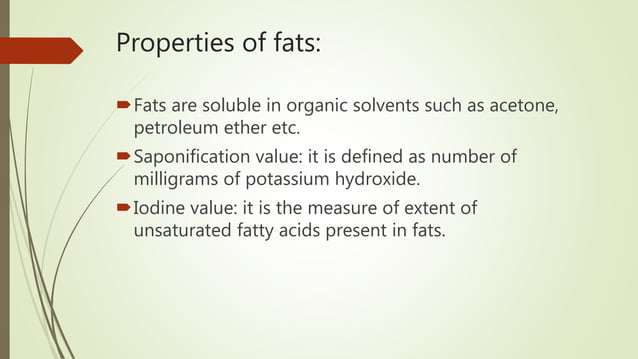 Properties of fats:
Fats are soluble in organic solvents such as acetone,
petroleum ether etc.
Saponification value: it is defined as number of
milligrams of potassium hydroxide.
Iodine value: it is the measure of extent of
unsaturated fatty acids present in fats.